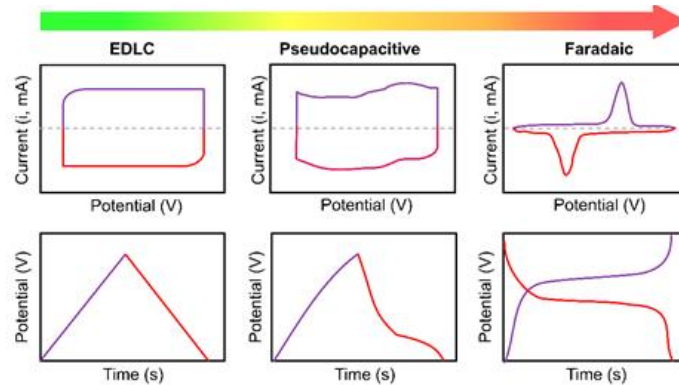 EDLC
Pseudocapacitive
Faradaic
Current (i, mA)
Potential (V)
Current (i, mA)
Potential (V)
Current (i, mA)
Potential (V)
Potential (V)
Time (s)
Potential (V)
Time (s)
Potential (V)
Time (s)